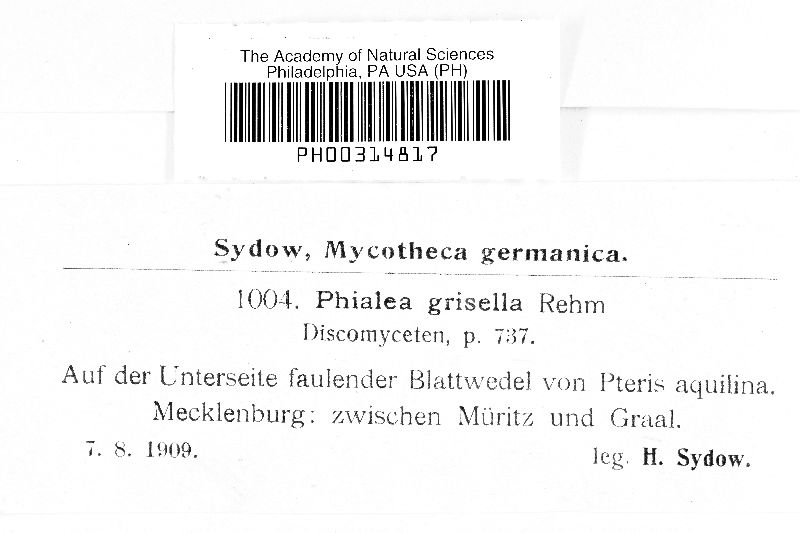 The Academy of Natural Sciences
Philadelphia, PA USA (PH)
PH00314817
Sydow, Mycotheca germanica.
1004. Phialea grisella Rehm
Discomyceten, p. 737.
Auf der Unterseite faulender Blattwedel von Pteris aquilina.
Mecklenburg: zwischen Müritz und Graal.
7. 8. 1909.
leg. H. Sydow.